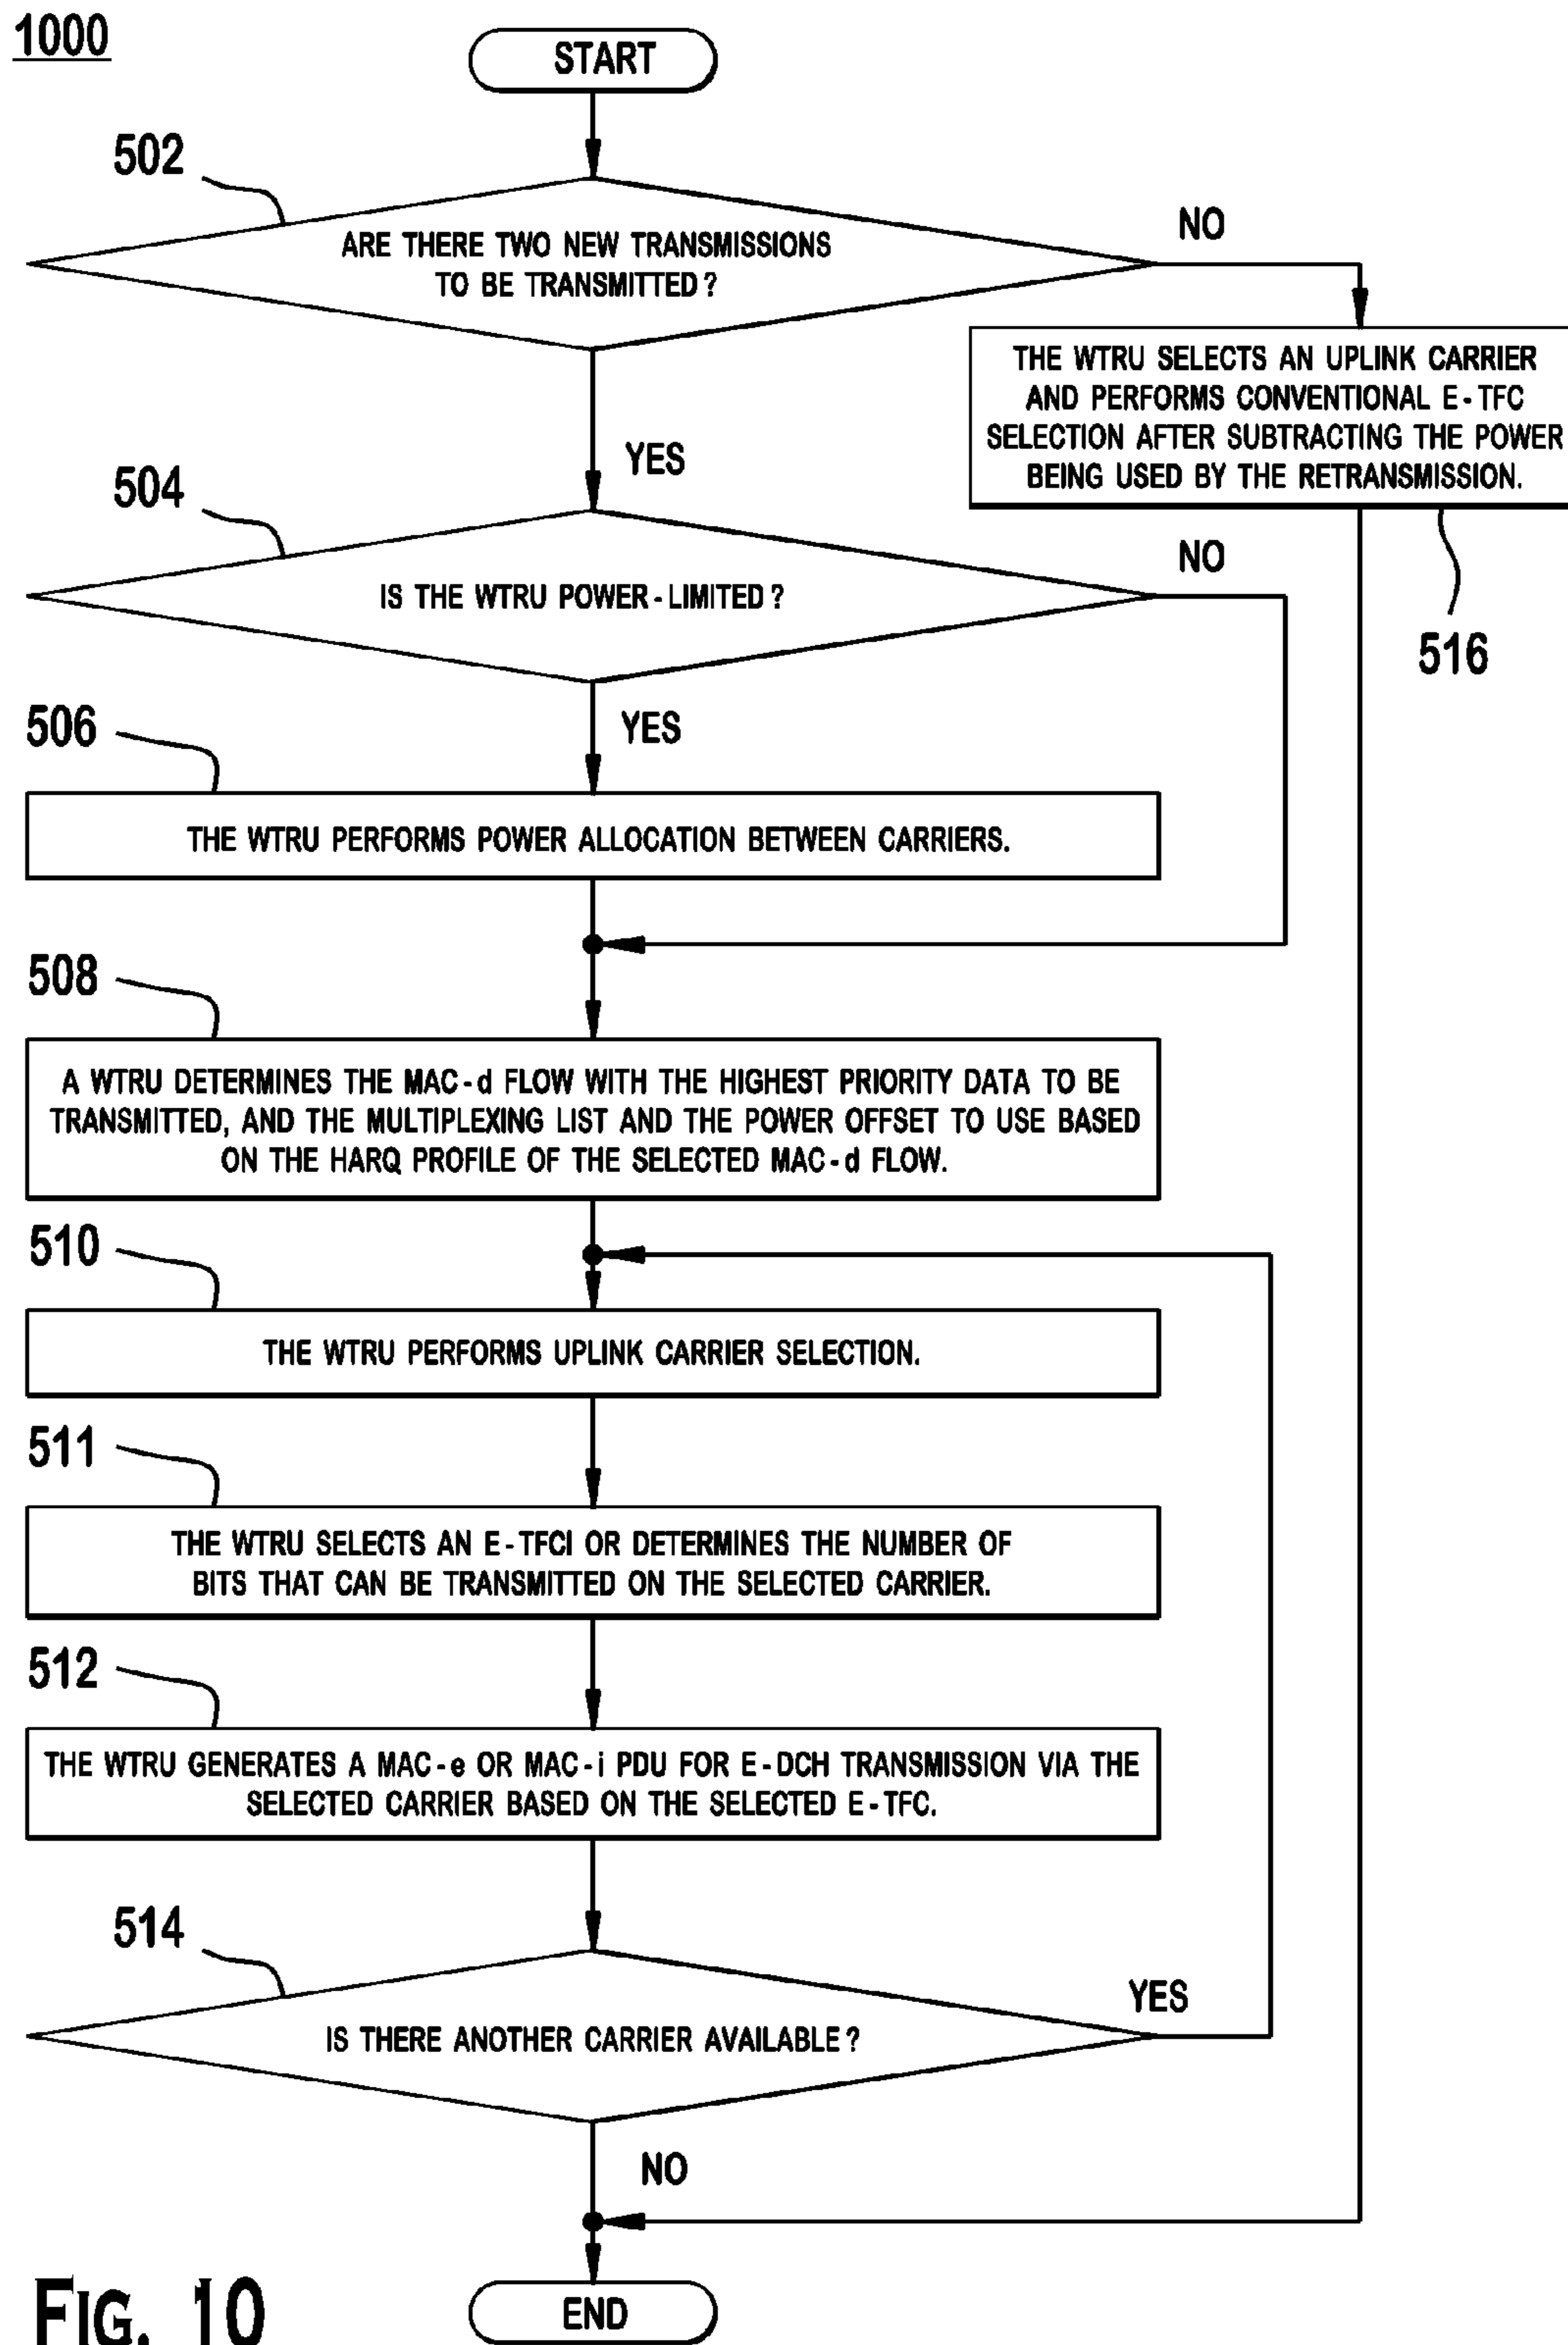 1000
START
502
ARE THERE TWO NEW TRANSMISSIONS
TO BE TRANSMITTED?
NO
THE WTRU SELECTS AN UPLINK CARRIER
AND PERFORMS CONVENTIONAL E-TFC
SELECTION AFTER SUBTRACTING THE POWER
BEING USED BY THE RETRANSMISSION.
516
YES
504
IS THE WTRU POWER-LIMITED?
NO
YES
506
THE WTRU PERFORMS POWER ALLOCATION BETWEEN CARRIERS.
508
A WTRU DETERMINES THE MAC-d FLOW WITH THE HIGHEST PRIORITY DATA TO BE
TRANSMITTED, AND THE MULTIPLEXING LIST AND THE POWER OFFSET TO USE BASED
ON THE HARQ PROFILE OF THE SELECTED MAC-d FLOW.
510
THE WTRU PERFORMS UPLINK CARRIER SELECTION.
511
THE WTRU SELECTS AN E-TFCI OR DETERMINES THE NUMBER OF
BITS THAT CAN BE TRANSMITTED ON THE SELECTED CARRIER.
512
THE WTRU GENERATES A MAC-e OR MAC-i PDU FOR E-DCH TRANSMISSION VIA THE
SELECTED CARRIER BASED ON THE SELECTED E-TFC.
514
IS THERE ANOTHER CARRIER AVAILABLE?
YES
NO
END
FIG. 10